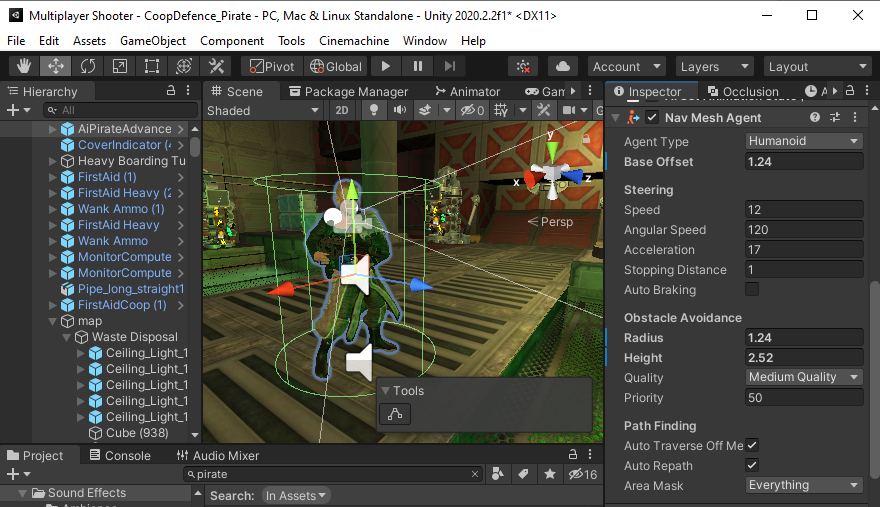 Multiplayer Shooter - CoopDefence_Pirate - PC, Mac & Linux Standalone - Unity 2020.2.2f1* <DX11>
File Edit Assets GameObject Component Tools Cinemachine Window Help
Pivot Global Account Layers Layout
Hierarchy
All
AiPirateAdvance
CoverIndicator (4
Heavy Boarding Tu
FirstAid (1)
FirstAid Heavy (2
Wank Ammo (1)
FirstAid Heavy
Wank Ammo
MonitorCompute
MonitorCompute
Pipe_long_straight1
FirstAidCoop (1)
map
Waste Disposal
Ceiling_Light_1
Ceiling_Light_1
Ceiling_Light_1
Ceiling_Light_1
Ceiling_Light_1
Cube (938)
Scene Package Manager Animator Gam
Shaded 2D 0 G
y
x
z
Persp
Tools
Inspector Occlusion A
Nav Mesh Agent
Agent Type Humanoid
Base Offset 1.24
Steering
Speed 12
Angular Speed 120
Acceleration 17
Stopping Distance 1
Auto Braking
Obstacle Avoidance
Radius 1.24
Height 2.52
Quality Medium Quality
Priority 50
Path Finding
Auto Traverse Off Me
Auto Repath
Area Mask Everything
Project Console Audio Mixer
pirate 16
Sound Effects
Search: In Assets